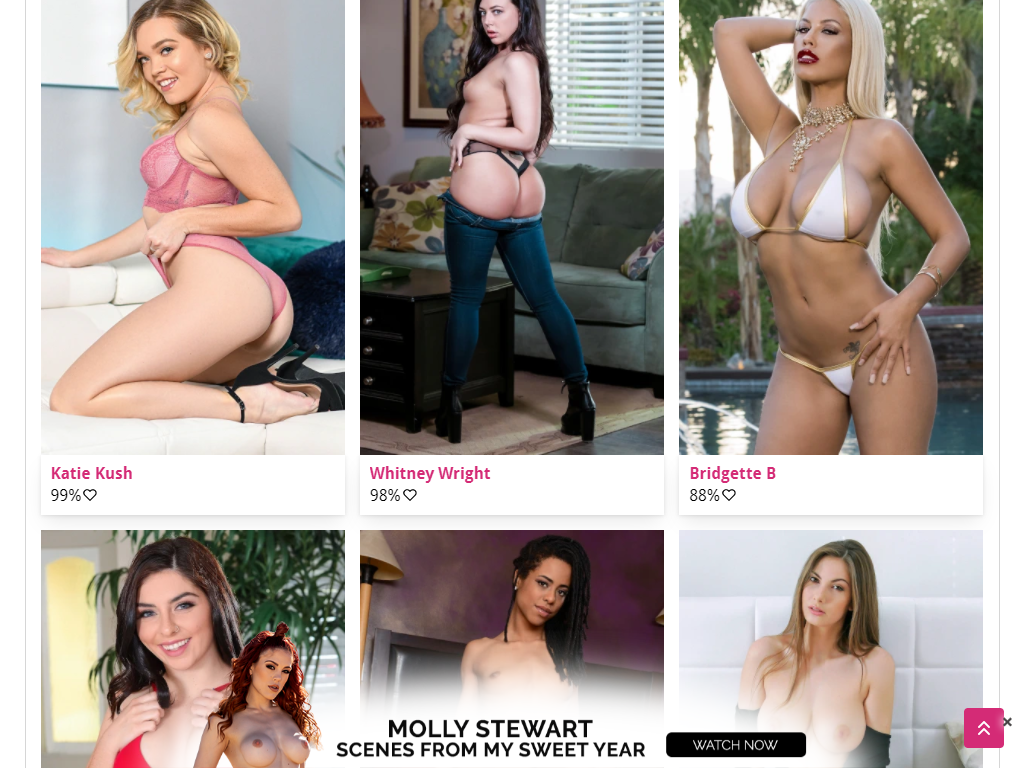 Katie Kush
99%
Whitney Wright
98%
Bridgette B
88%
MOLLY STEWART
SCENES FROM MY SWEET YEAR
WATCH NOW